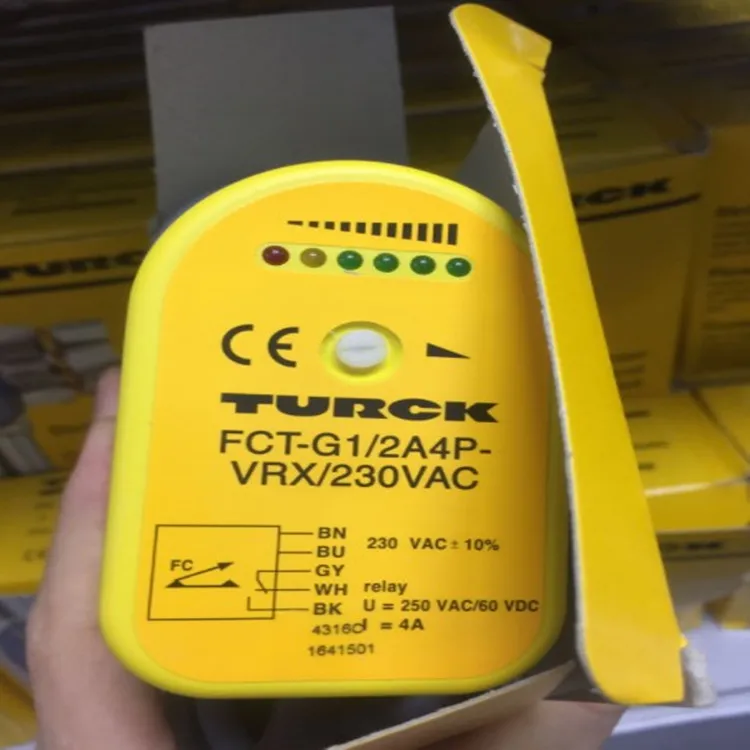 TURCK
TURCK
CE
TURCK
FCT-G1/2A4P-
VRX/230VAC
BN
BU
230 VAC ± 10%
GY
FC
WH relay
BK U = 250 VAC/60 VDC
I = 4A
1641501